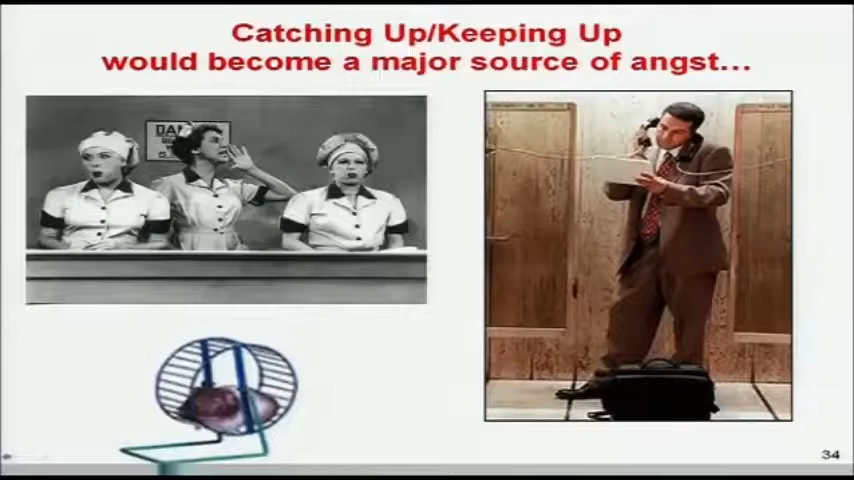 Catching Up/Keeping Up
would become a major source of angst…
34